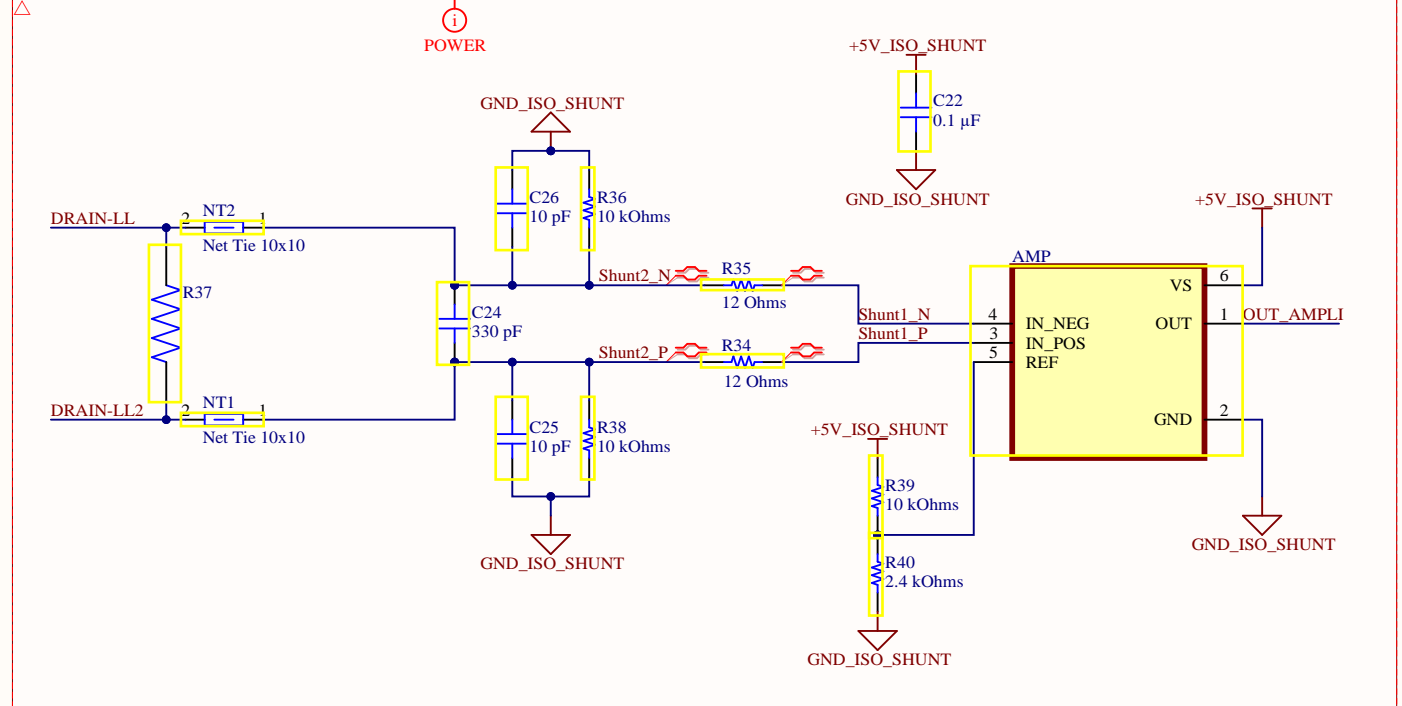 i
POWER
+5V_ISO_SHUNT
C22
0.1 µF
GND_ISO_SHUNT
GND_ISO_SHUNT
C26
10 pF
R36
10 kOhms
DRAIN-LL
2
NT2
1
Net Tie 10x10
R37
C24
330 pF
Shunt2_N
R35
12 Ohms
Shunt2_P
R34
12 Ohms
DRAIN-LL2
2
NT1
1
Net Tie 10x10
C25
10 pF
R38
10 kOhms
GND_ISO_SHUNT
+5V_ISO_SHUNT
AMP
VS
6
Shunt1_N
4
IN_NEG
OUT
1
OUT_AMPLI
Shunt1_P
3
IN_POS
5
REF
GND
2
GND_ISO_SHUNT
+5V_ISO_SHUNT
R39
10 kOhms
R40
2.4 kOhms
GND_ISO_SHUNT